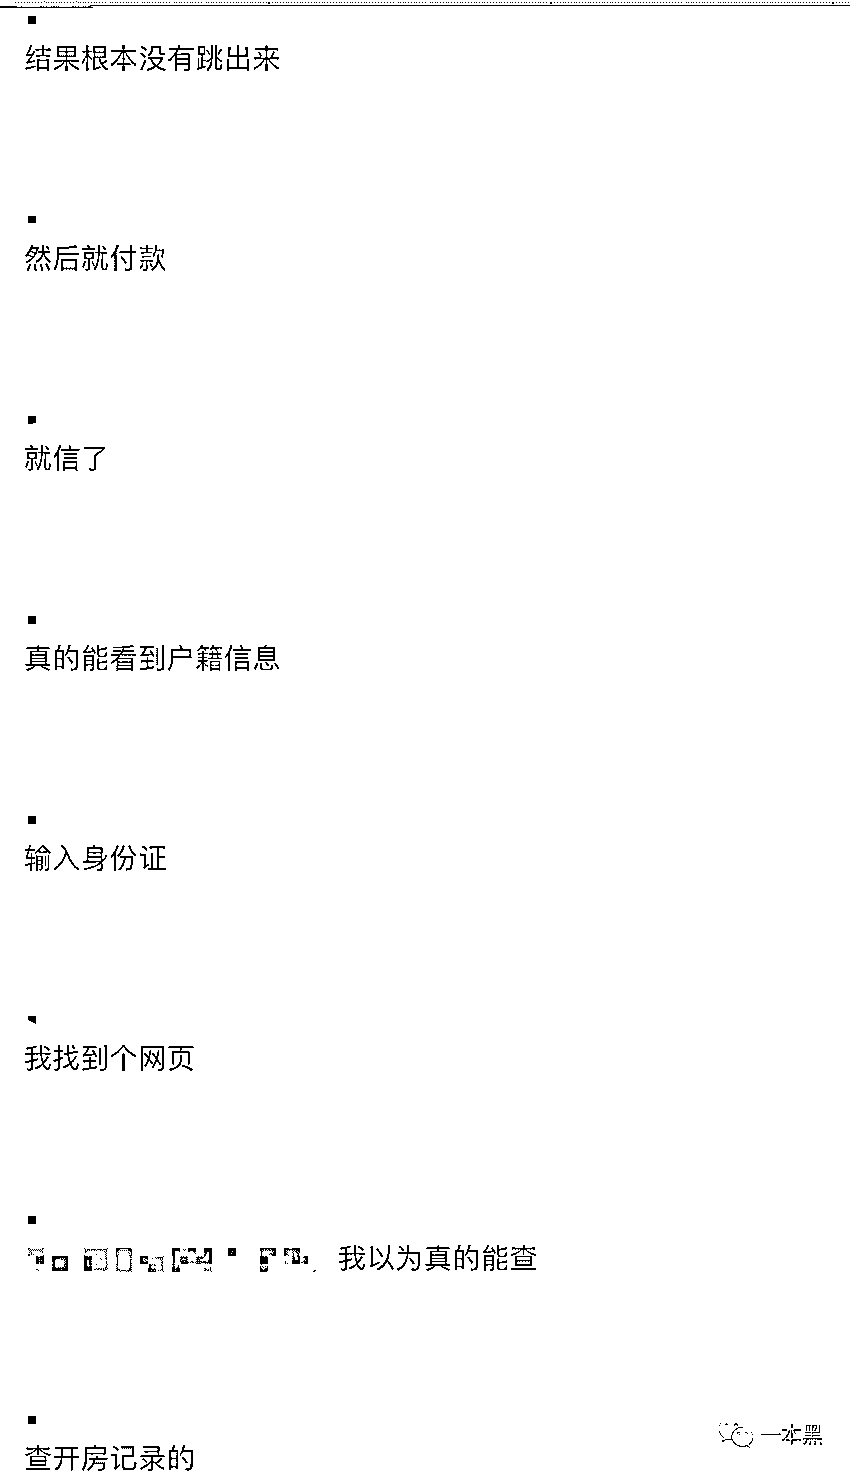 结果根本没有跳出来
然后就付款
就信了
真的能看到户籍信息
输入身份证
我找到个网页
我以为真的能查
一本黑
查开房记录的